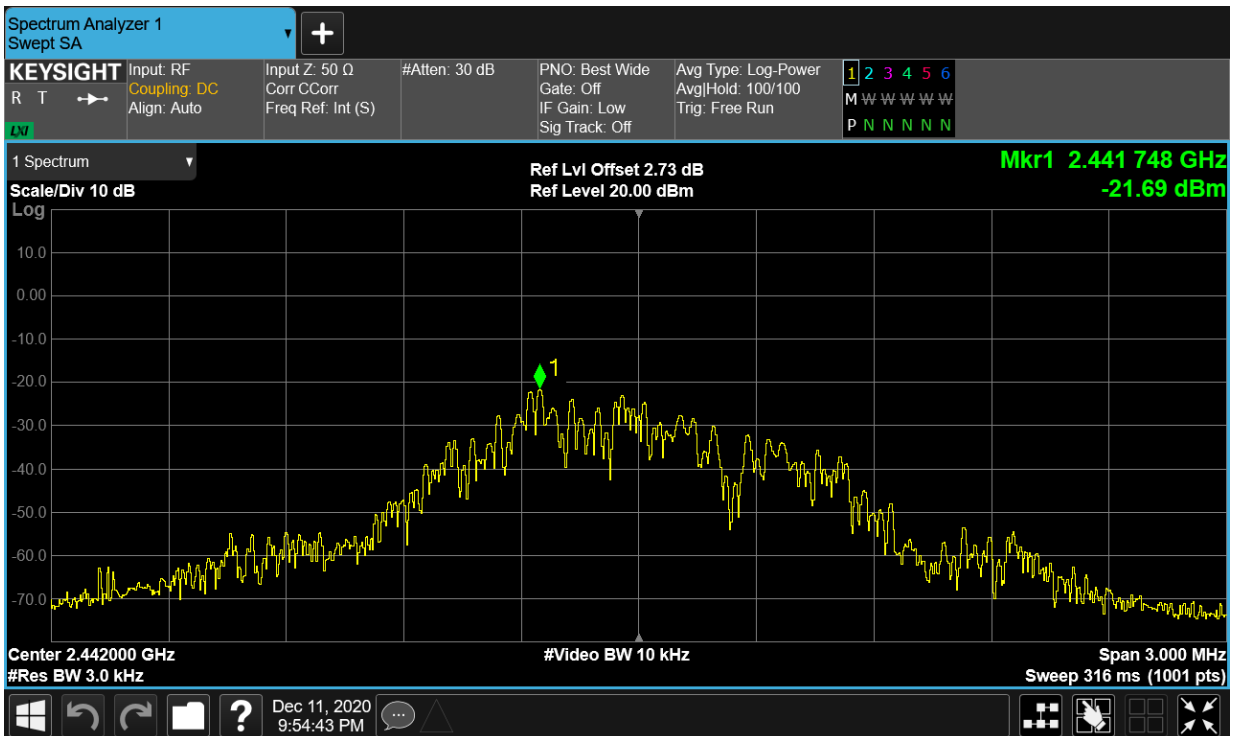 Spectrum Analyzer 1
Swept SA
+
KEYSIGHT
R T
LXI
Input: RF
Coupling: DC
Align: Auto
Input Z: 50 Ω
Corr CCorr
Freq Ref: Int (S)
#Atten: 30 dB
PNO: Best Wide
Gate: Off
IF Gain: Low
Sig Track: Off
Avg Type: Log-Power
Avg|Hold: 100/100
Trig: Free Run
1 2 3 4 5 6
M W W W W W
P N N N N N
1 Spectrum
Scale/Div 10 dB
Log
Ref Lvl Offset 2.73 dB
Ref Level 20.00 dBm
Mkr1 2.441 748 GHz
-21.69 dBm
10.0
0.00
-10.0
-20.0
-30.0
-40.0
-50.0
-60.0
-70.0
1
Center 2.442000 GHz
#Res BW 3.0 kHz
#Video BW 10 kHz
Span 3.000 MHz
Sweep 316 ms (1001 pts)
?
Dec 11, 2020
9:54:43 PM